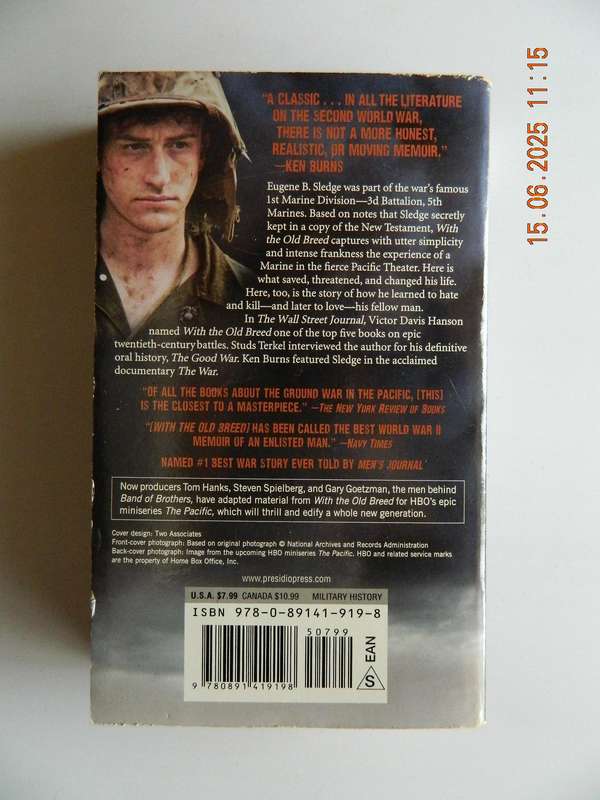 15.06.2025 11:15
"A CLASSIC . . . IN ALL THE LITERATURE
ON THE SECOND WORLD WAR,
THERE IS NOT A MORE HONEST,
REALISTIC, OR MOVING MEMOIR."
—KEN BURNS
Eugene B. Sledge was part of the war's famous
1st Marine Division—3d Battalion, 5th
Marines. Based on notes that Sledge secretly
kept in a copy of the New Testament, With
the Old Breed captures with utter simplicity
and intense frankness the experience of a
Marine in the fierce Pacific Theater. Here is
what saved, threatened, and changed his life.
Here, too, is the story of how he learned to hate
and kill—and later to love—his fellow man.
In The Wall Street Journal, Victor Davis Hanson
named With the Old Breed one of the top five books on epic
twentieth-century battles. Studs Terkel interviewed the author for his definitive
oral history, The Good War. Ken Burns featured Sledge in the acclaimed
documentary The War.
"OF ALL THE BOOKS ABOUT THE GROUND WAR IN THE PACIFIC, [THIS]
IS THE CLOSEST TO A MASTERPIECE." —THE NEW YORK REVIEW OF BOOKS
"[WITH THE OLD BREED] HAS BEEN CALLED THE BEST WORLD WAR II
MEMOIR OF AN ENLISTED MAN." —NAVY TIMES
NAMED #1 BEST WAR STORY EVER TOLD BY MEN'S JOURNAL
Now producers Tom Hanks, Steven Spielberg, and Gary Goetzman, the men behind
Band of Brothers, have adapted material from With the Old Breed for HBO's epic
miniseries The Pacific, which will thrill and edify a whole new generation.
Cover design: Two Associates
Front-cover photograph: Based on original photograph © National Archives and Records Administration
Back-cover photograph: Image from the upcoming HBO miniseries The Pacific. HBO and related service marks
are the property of Home Box Office, Inc.
www.presidiopress.com
U.S.A. $7.99 CANADA $10.99 MILITARY HISTORY
ISBN 978-0-89141-919-8
50799
9 780891 419198
EAN
S